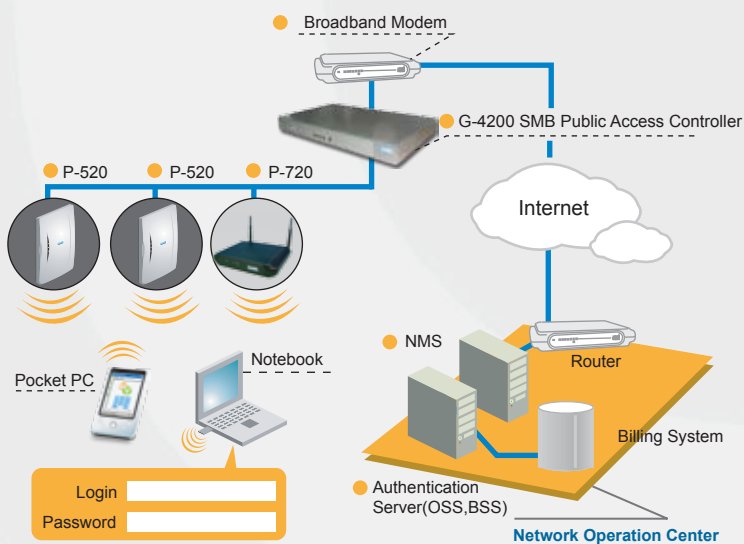 Broadband Modem
G-4200 SMB Public Access Controller
P-520
P-520
P-720
Internet
NMS
Router
Notebook
Pocket PC
Billing System
Login
Password
Authentication
Server(OSS,BSS)
Network Operation Center